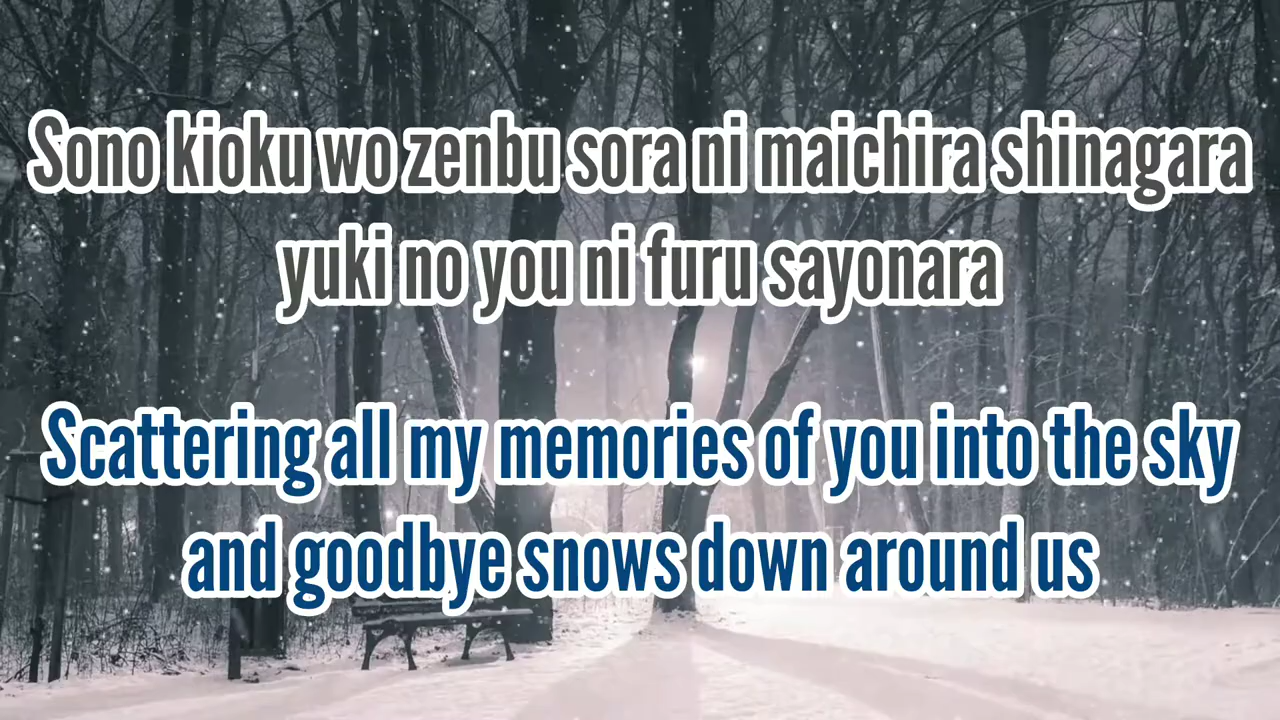 Sono kioku wo zenbu sora ni maichira shinagara
yuki no you ni furu sayonara
Scattering all my memories of you into the sky
and goodbye snows down around us